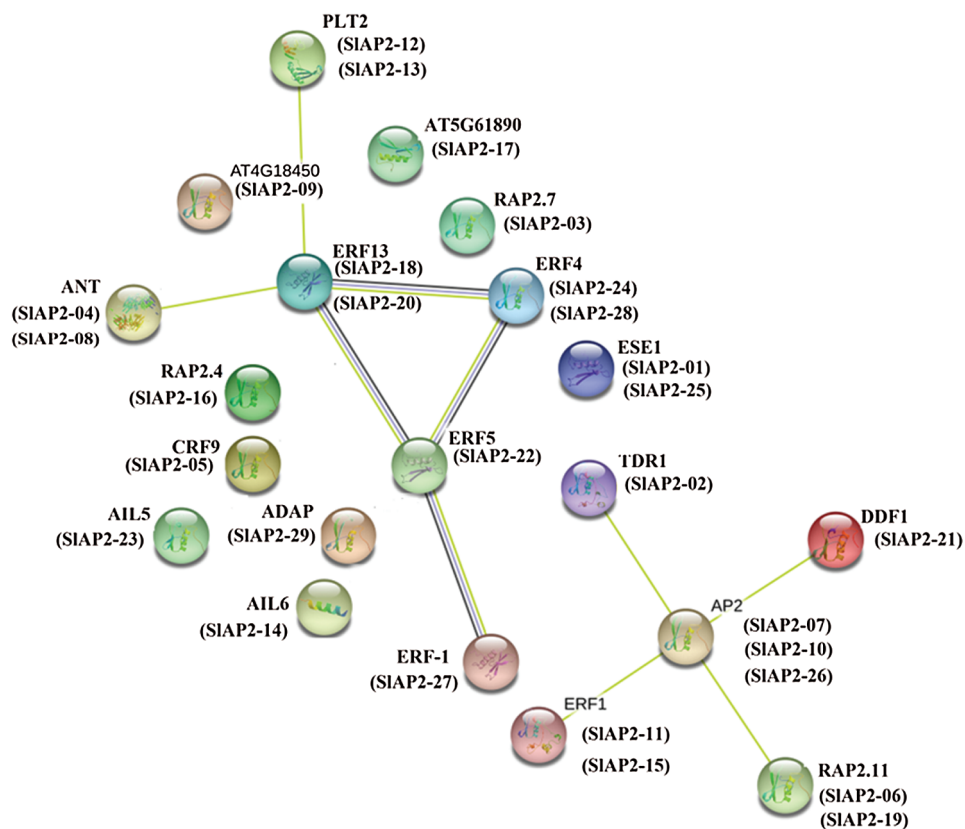 PLT2
(SlAP2-12)
(SlAP2-13)
AT5G61890
(SlAP2-17)
AT4G18450
(SlAP2-09)
RAP2.7
(SlAP2-03)
ERF13
(SlAP2-18)
(SlAP2-20)
ERF4
(SlAP2-24)
(SlAP2-28)
ANT
(SlAP2-04)
(SlAP2-08)
ESE1
(SlAP2-01)
(SlAP2-25)
RAP2.4
(SlAP2-16)
ERF5
(SlAP2-22)
CRF9
(SlAP2-05)
TDR1
(SlAP2-02)
AIL5
(SlAP2-23)
ADAP
(SlAP2-29)
DDF1
(SlAP2-21)
AIL6
(SlAP2-14)
AP2
(SlAP2-07)
(SlAP2-10)
(SlAP2-26)
ERF-1
(SlAP2-27)
ERF1
(SlAP2-11)
(SlAP2-15)
RAP2.11
(SlAP2-06)
(SlAP2-19)